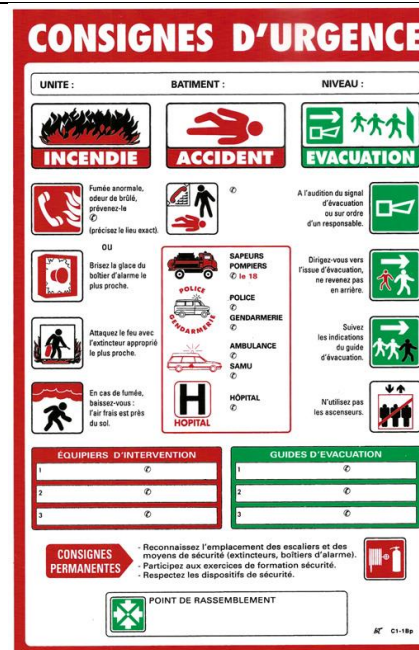 CONSIGNES D'URGENCE
UNITE : BATIMENT : NIVEAU :
INCENDIE
ACCIDENT
EVACUATION
Fumée anormale,
odeur de brûlé,
prévenez-le
✆
(précisez le lieu exact).
OU
Brisez la glace du
boîtier d'alarme le
plus proche.
Attaquez le feu avec
l'extincteur approprié
le plus proche.
En cas de fumée,
baissez-vous :
l'air frais est près
du sol.
✆
SAPEURS
POMPIERS
✆ le 18
POLICE
GENDARMERIE
POLICE
✆
GENDARMERIE
✆
AMBULANCE
✆
SAMU
✆
H
HOPITAL
HÔPITAL
✆
A l'audition du signal
d'évacuation
ou sur ordre
d'un responsable.
Dirigez-vous vers
l'issue d'évacuation,
ne revenez pas
en arrière.
Suivez
les indications
du guide
d'évacuation.
N'utilisez pas
les ascenseurs.
ÉQUIPIERS D'INTERVENTION
1 ✆
2 ✆
3 ✆
GUIDES D'EVACUATION
1 ✆
2 ✆
3 ✆
CONSIGNES
PERMANENTES
- Reconnaissez l'emplacement des escaliers et des
moyens de sécurité (extincteurs, boîtiers d'alarme).
- Participez aux exercices de formation sécurité.
- Respectez les dispositifs de sécurité.
POINT DE RASSEMBLEMENT
C1-1Bp